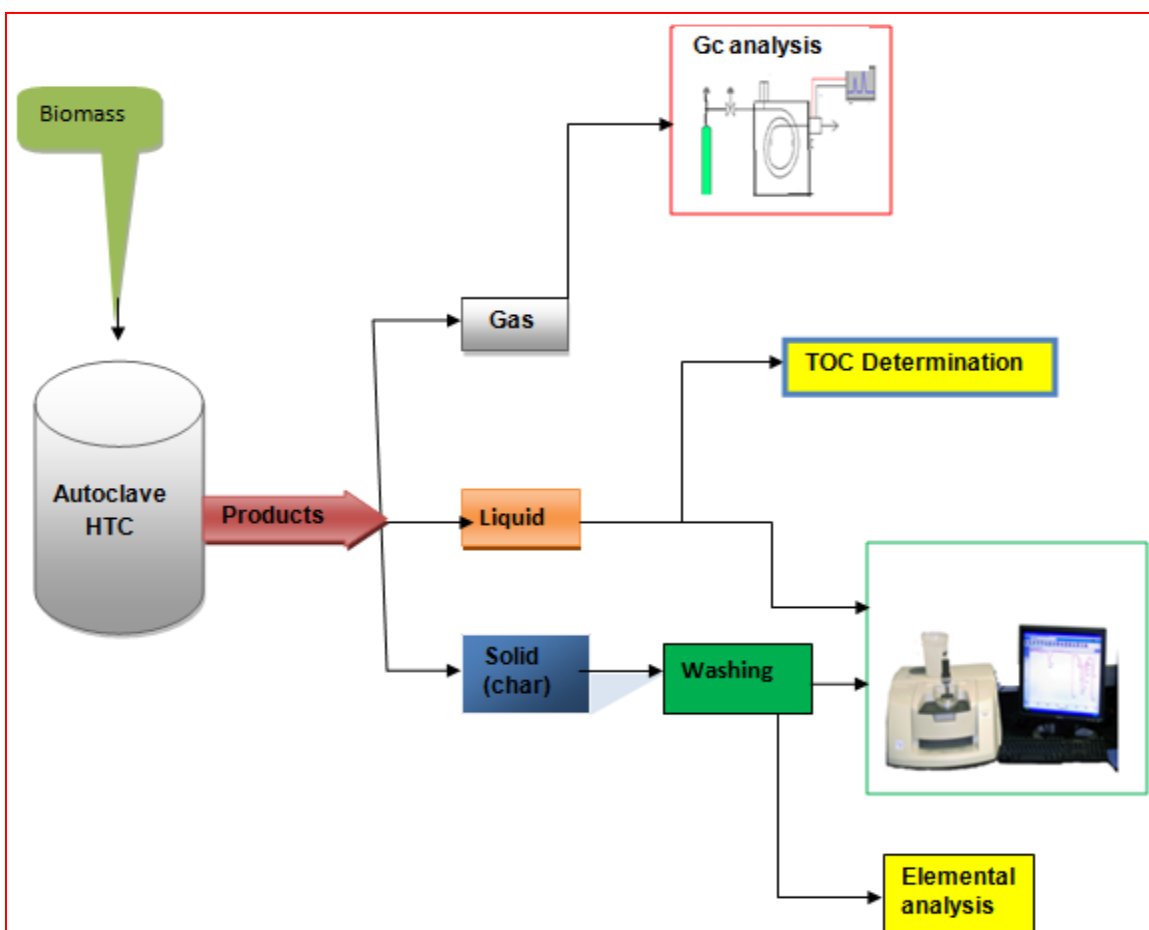 Gc analysis
Biomass
Gas
TOC Determination
Autoclave
HTC
Products
Liquid
Solid
(char)
Washing
Elemental
analysis